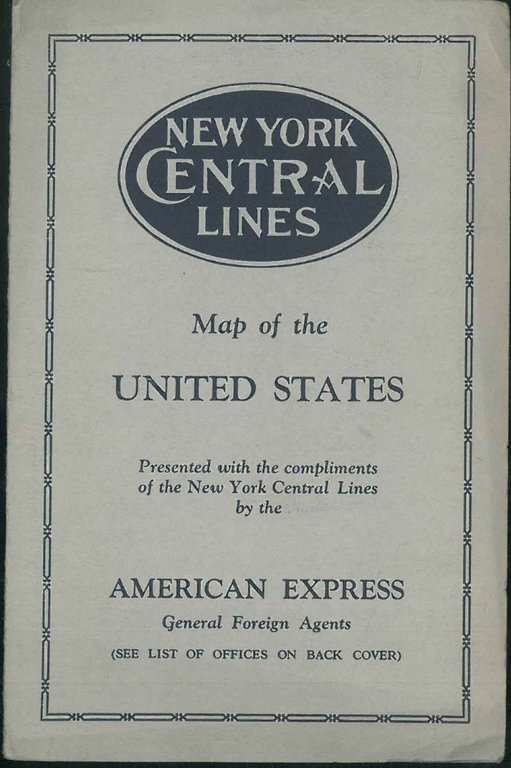 NEW YORK
CENTRAL
LINES
Map of the
UNITED STATES
Presented with the compliments
of the New York Central Lines
by the
AMERICAN EXPRESS
General Foreign Agents
(SEE LIST OF OFFICES ON BACK COVER)